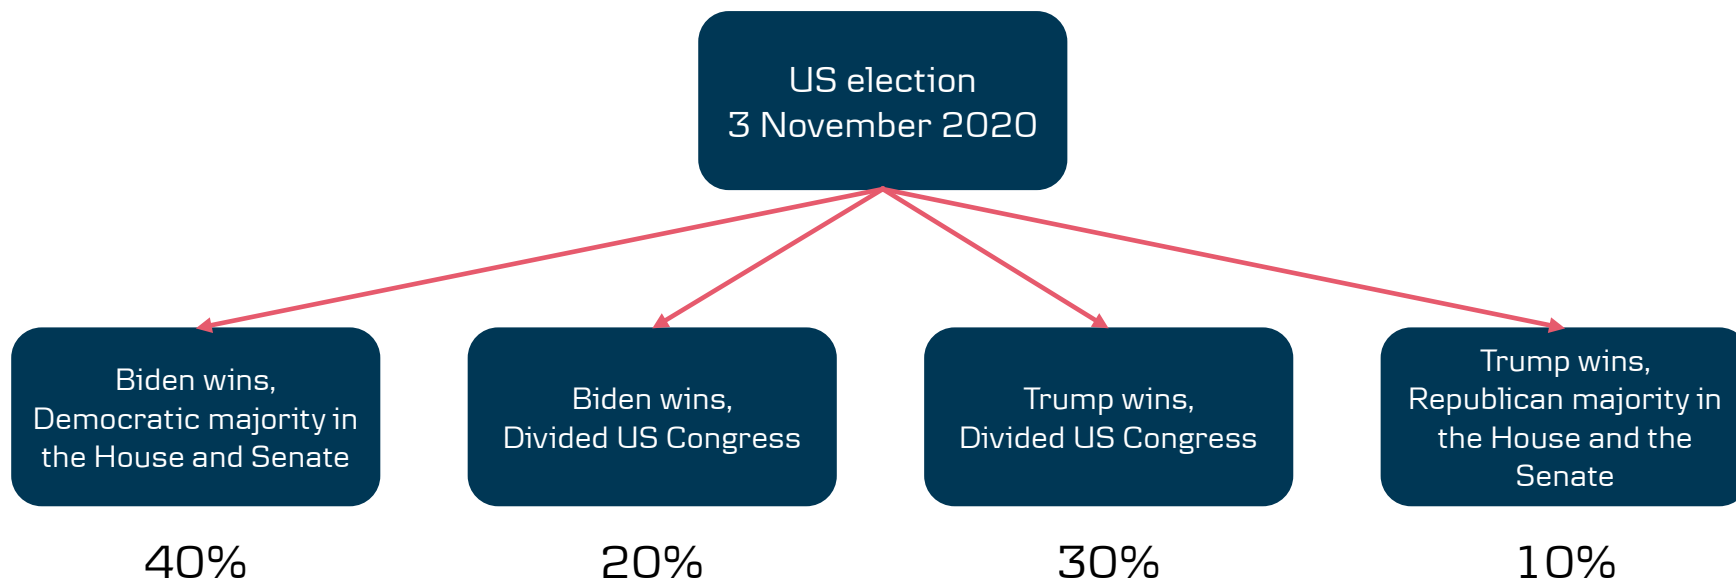 US election
3 November 2020
Biden wins,
Democratic majority in
the House and Senate
Biden wins,
Divided US Congress
Trump wins,
Divided US Congress
Trump wins,
Republican majority in
the House and the
Senate
40%
20%
30%
10%